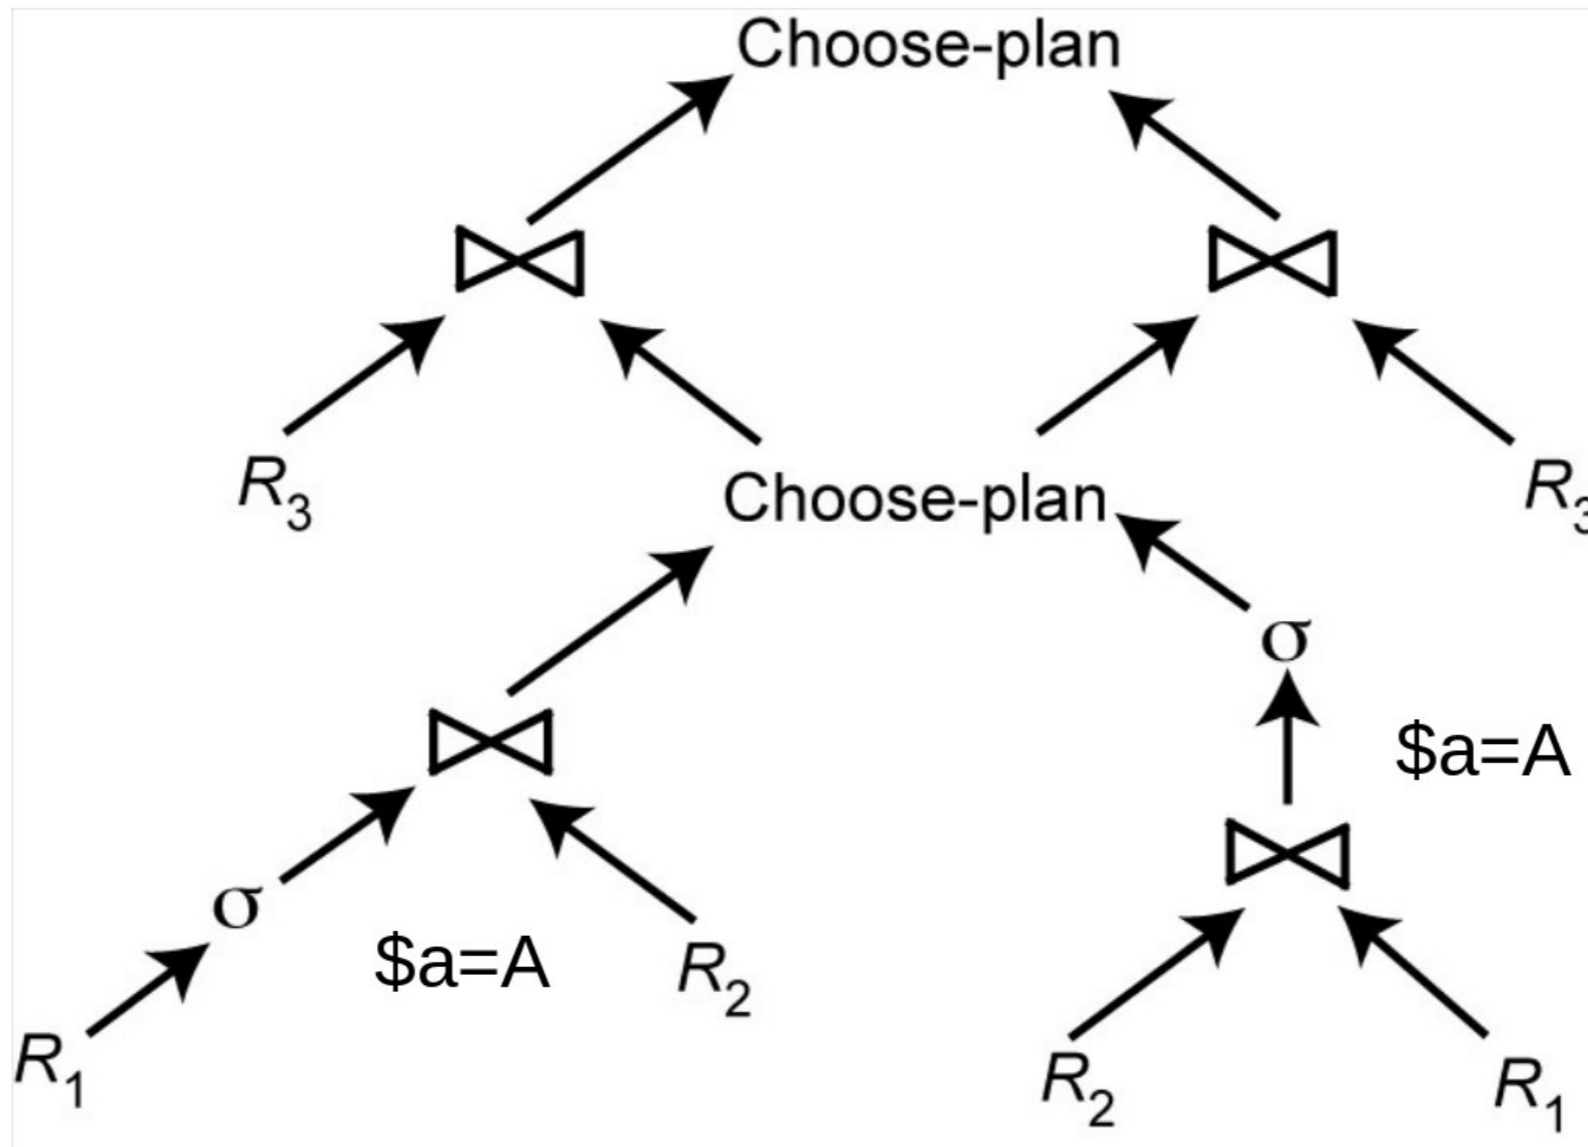 Choose-plan
R3
Choose-plan
R3
σ
$a=A
σ
$a=A
R2
R1
R2
R1